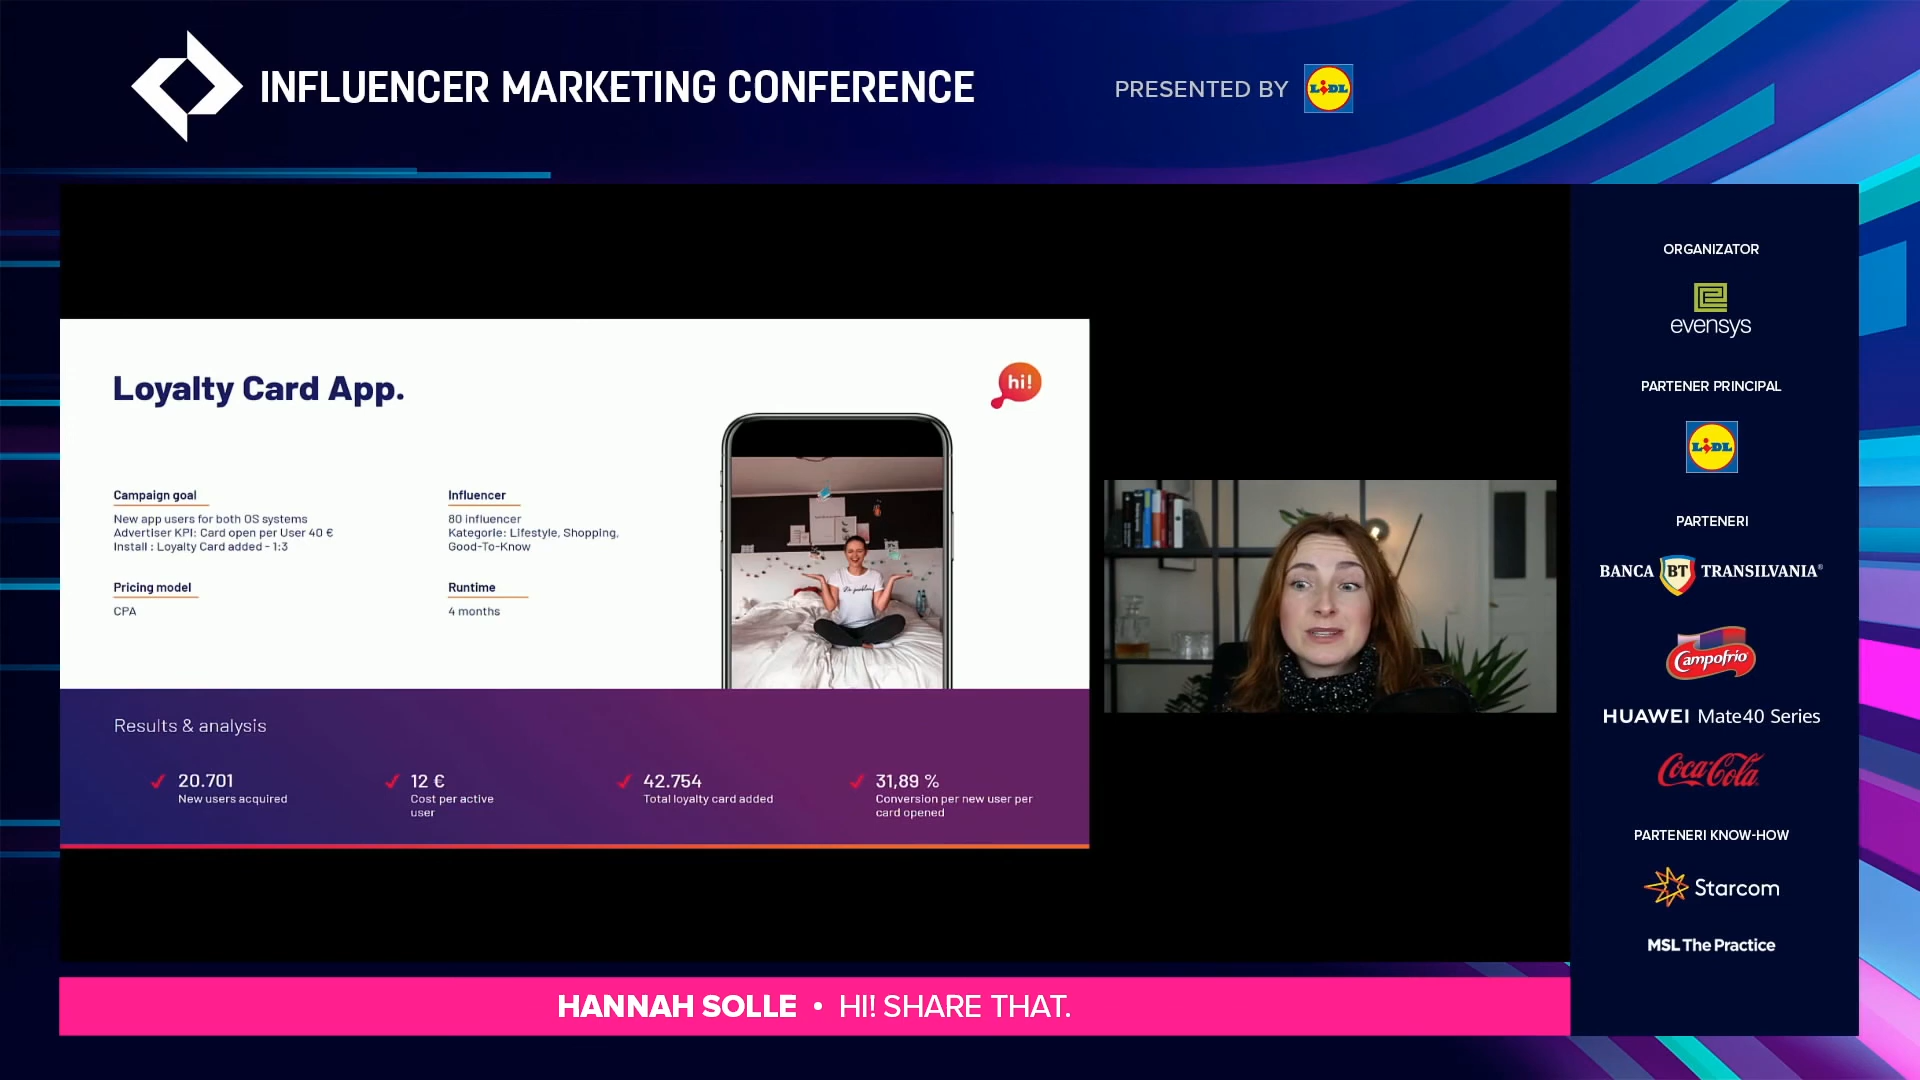 INFLUENCER MARKETING CONFERENCE
PRESENTED BY
LIDL
Loyalty Card App.
hi!
Campaign goal
New app users for both OS systems
Advertiser KPI: Card open per User 40 €
Install : Loyalty Card added - 1:3
Influencer
80 influencer
Kategorie: Lifestyle, Shopping,
Good-To-Know
Pricing model
CPA
Runtime
4 months
Results & analysis
20.701
New users acquired
12 €
Cost per active
user
42.754
Total loyalty card added
31,89 %
Conversion per new user per
card opened
ORGANIZATOR
evensys
PARTENER PRINCIPAL
LIDL
PARTENERI
BANCA BT TRANSILVANIA®
Campofrio
HUAWEI Mate40 Series
Coca-Cola
PARTENERI KNOW-HOW
Starcom
MSL The Practice
HANNAH SOLLE • HI! SHARE THAT.